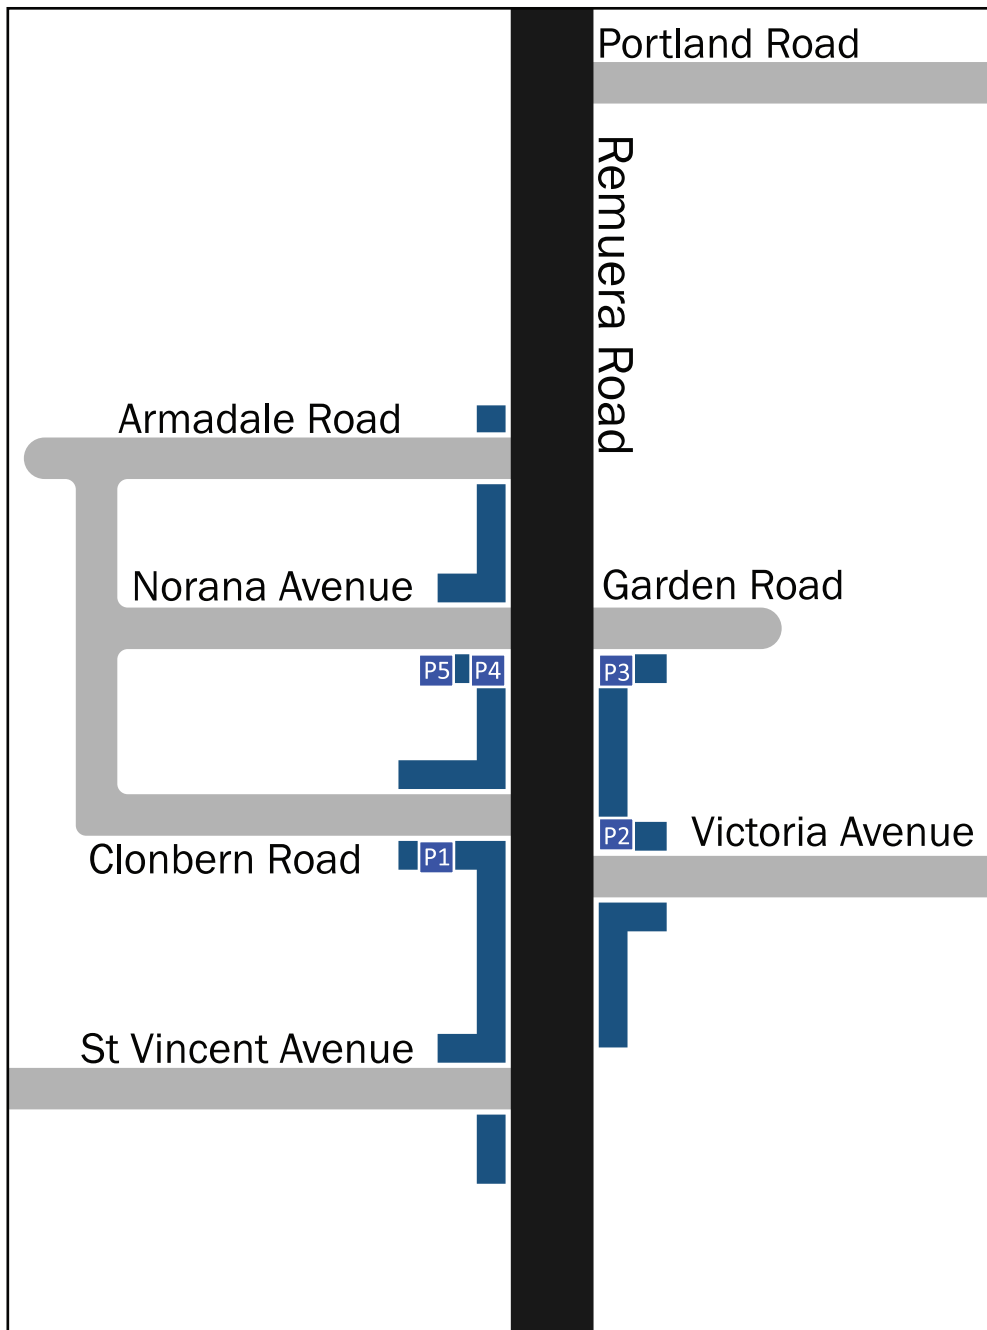 Portland Road
Remuera Road
Armadale Road
Norana Avenue
Garden Road
P5
P4
P3
P2
Victoria Avenue
P1
Clonbern Road
St Vincent Avenue